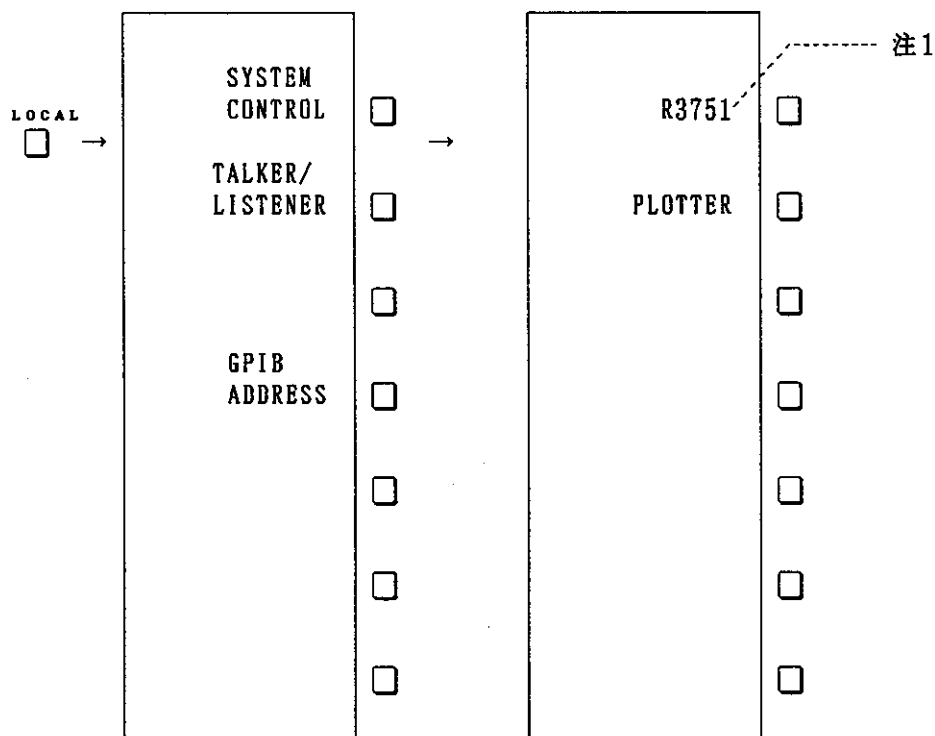 LOCAL
→
SYSTEM
CONTROL
TALKER/
LISTENER
GPIB
ADDRESS
→
R3751
注1
PLOTTER